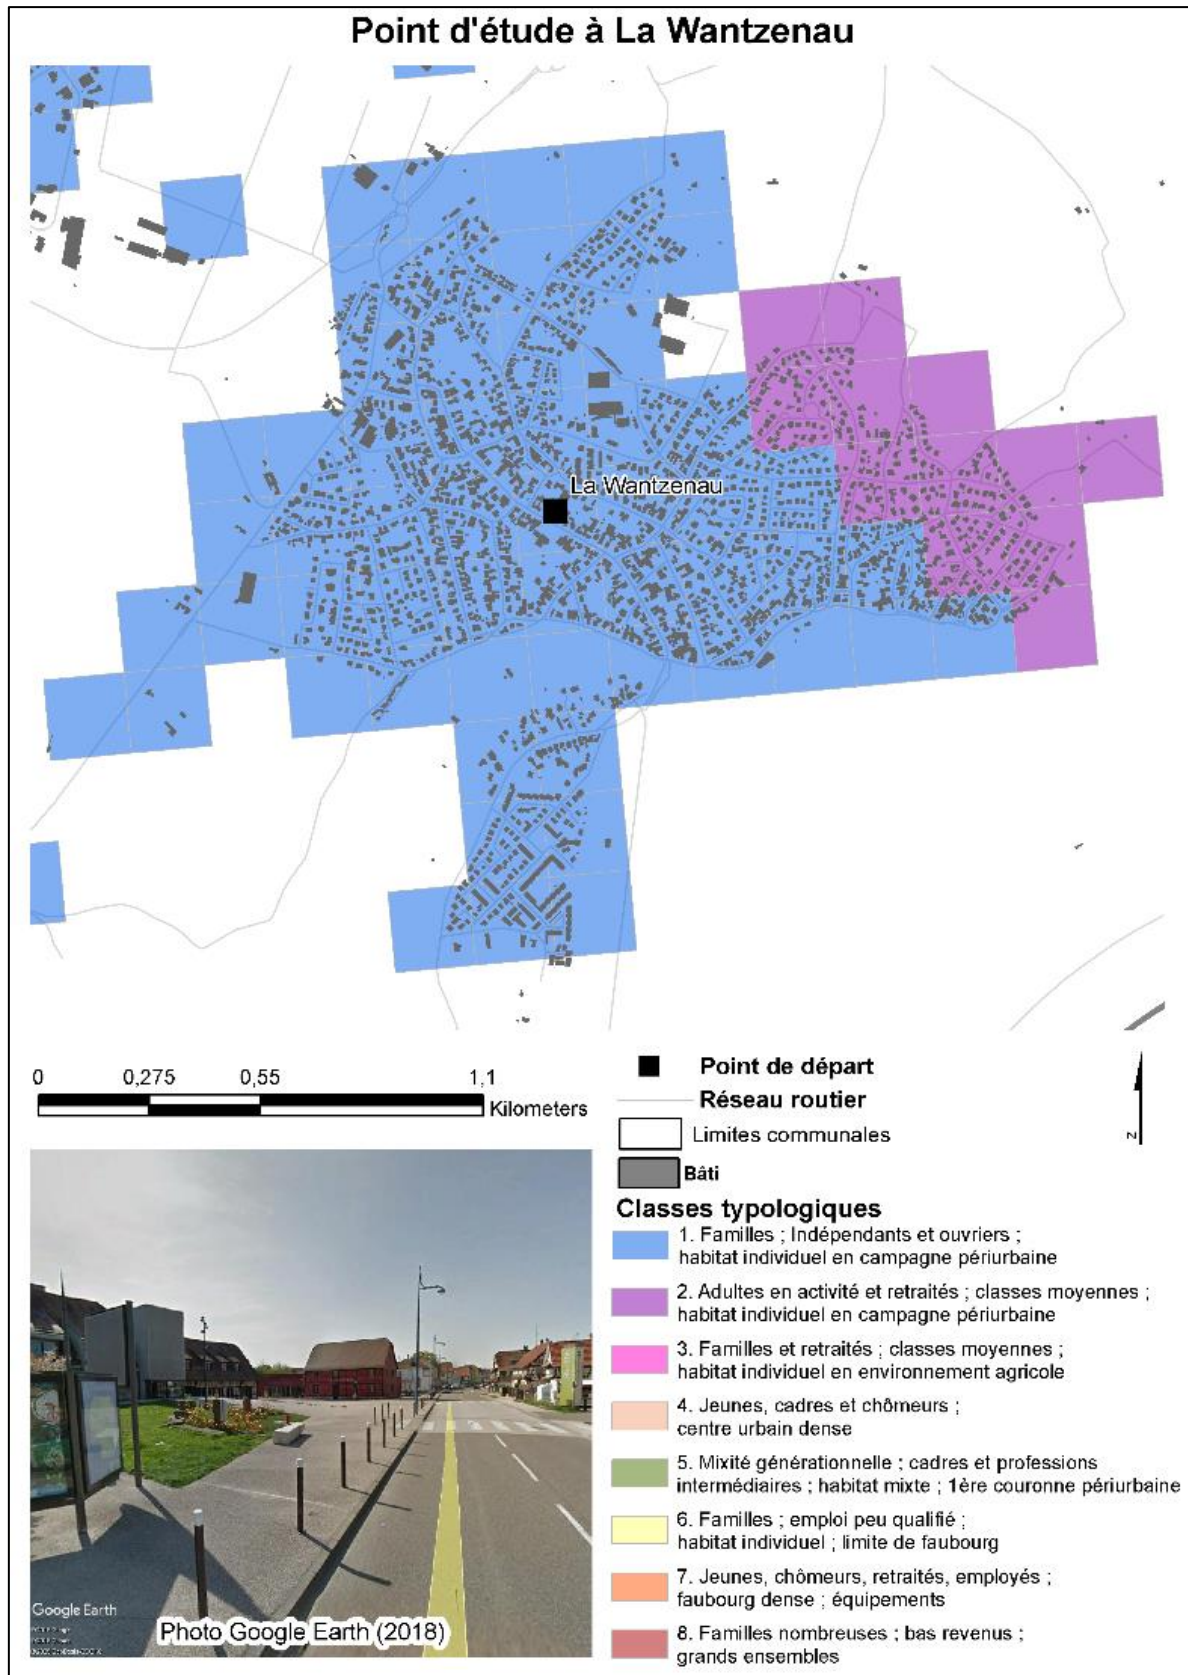 Point d'étude à La Wantzenau
La Wantzenau
0 0,275 0,55 1,1
Kilometers
Point de départ
Réseau routier
Limites communales
Bâti
N
Classes typologiques
1. Familles ; Indépendants et ouvriers ;
habitat individuel en campagne périurbaine
2. Adultes en activité et retraités ; classes moyennes ;
habitat individuel en campagne périurbaine
3. Familles et retraités ; classes moyennes ;
habitat individuel en environnement agricole
4. Jeunes, cadres et chômeurs ;
centre urbain dense
5. Mixité générationnelle ; cadres et professions
intermédiaires ; habitat mixte ; 1ère couronne périurbaine
6. Familles ; emploi peu qualifié ;
habitat individuel ; limite de faubourg
7. Jeunes, chômeurs, retraités, employés ;
faubourg dense ; équipements
8. Familles nombreuses ; bas revenus ;
grands ensembles
Google Earth
Photo Google Earth (2018)